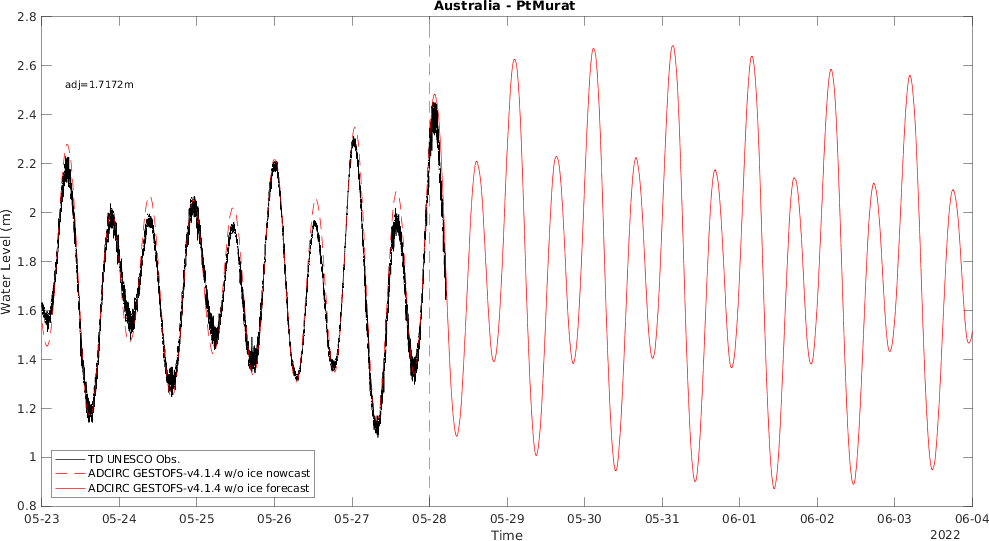 Australia - PtMurat
2.8
2.6
2.4
2.2
2
1.8
1.6
1.4
1.2
1
0.8
Water Level (m)
adj=1.7172m
TD UNESCO Obs.
ADCIRC GESTOFS-v4.1.4 w/o ice nowcast
ADCIRC GESTOFS-v4.1.4 w/o ice forecast
05-23 05-24 05-25 05-26 05-27 05-28 05-29 05-30 05-31 06-01 06-02 06-03 06-04
Time
2022